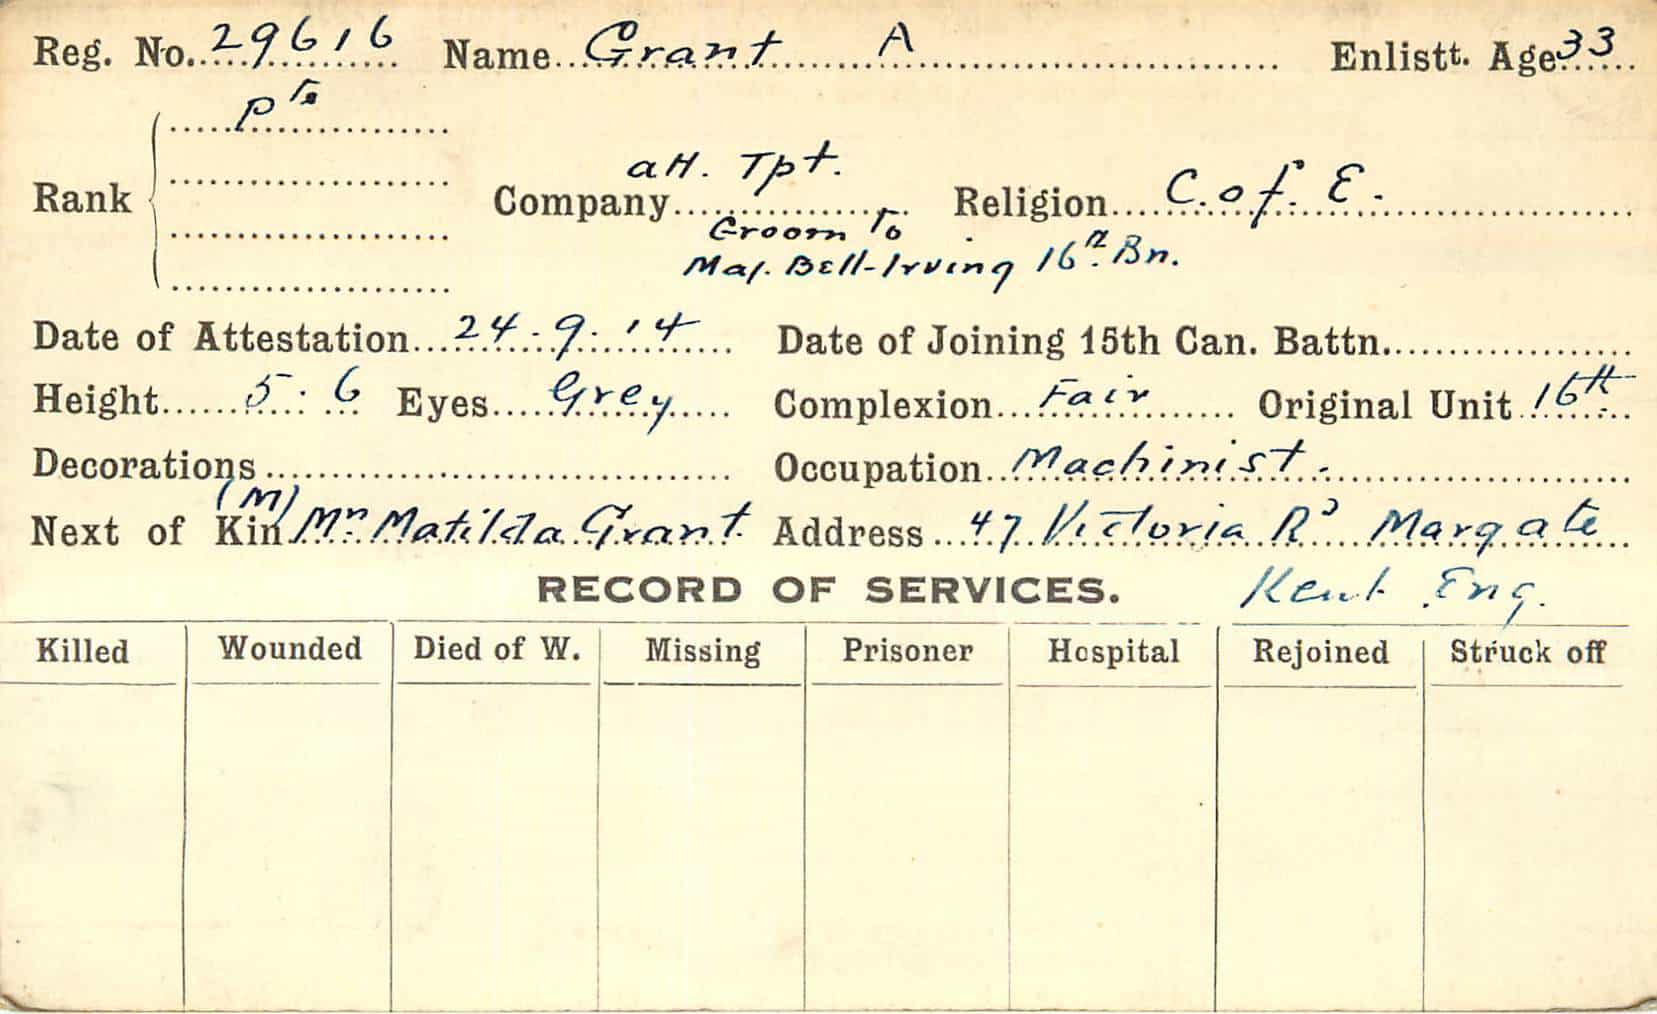 Reg. No. 29616 Name Grant A Enlistt. Age 33
Pte
Rank
att. Tpt.
Company Religion C. of. E.
Groom To
Maj. Bell-Irving 16th Bn.
Date of Attestation 24.9.14 Date of Joining 15th Can. Battn.
Height 5.6 Eyes Grey Complexion Fair Original Unit 16th
Decorations Occupation Machinist.
(M)
Next of Kin Mrs Matilda Grant Address 47 Victoria Rd Margate
RECORD OF SERVICES. Kent Eng.
Killed Wounded Died of W. Missing Prisoner Hospital Rejoined Struck off